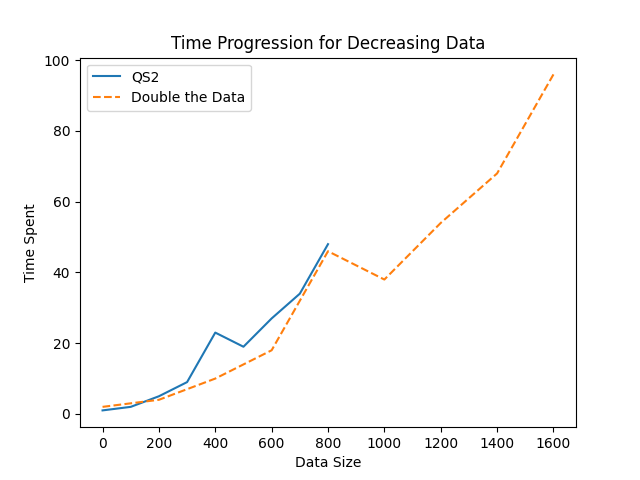 Time Progression for Decreasing Data
QS2
Double the Data
Time Spent
100
80
60
40
20
0
0 200 400 600 800 1000 1200 1400 1600
Data Size